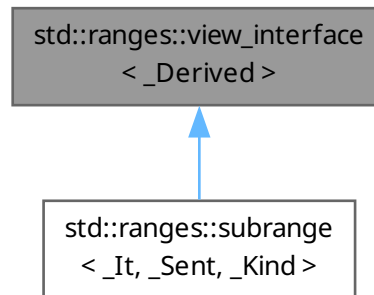 std::ranges::view_interface
< _Derived >
std::ranges::subrange
< _It, _Sent, _Kind >